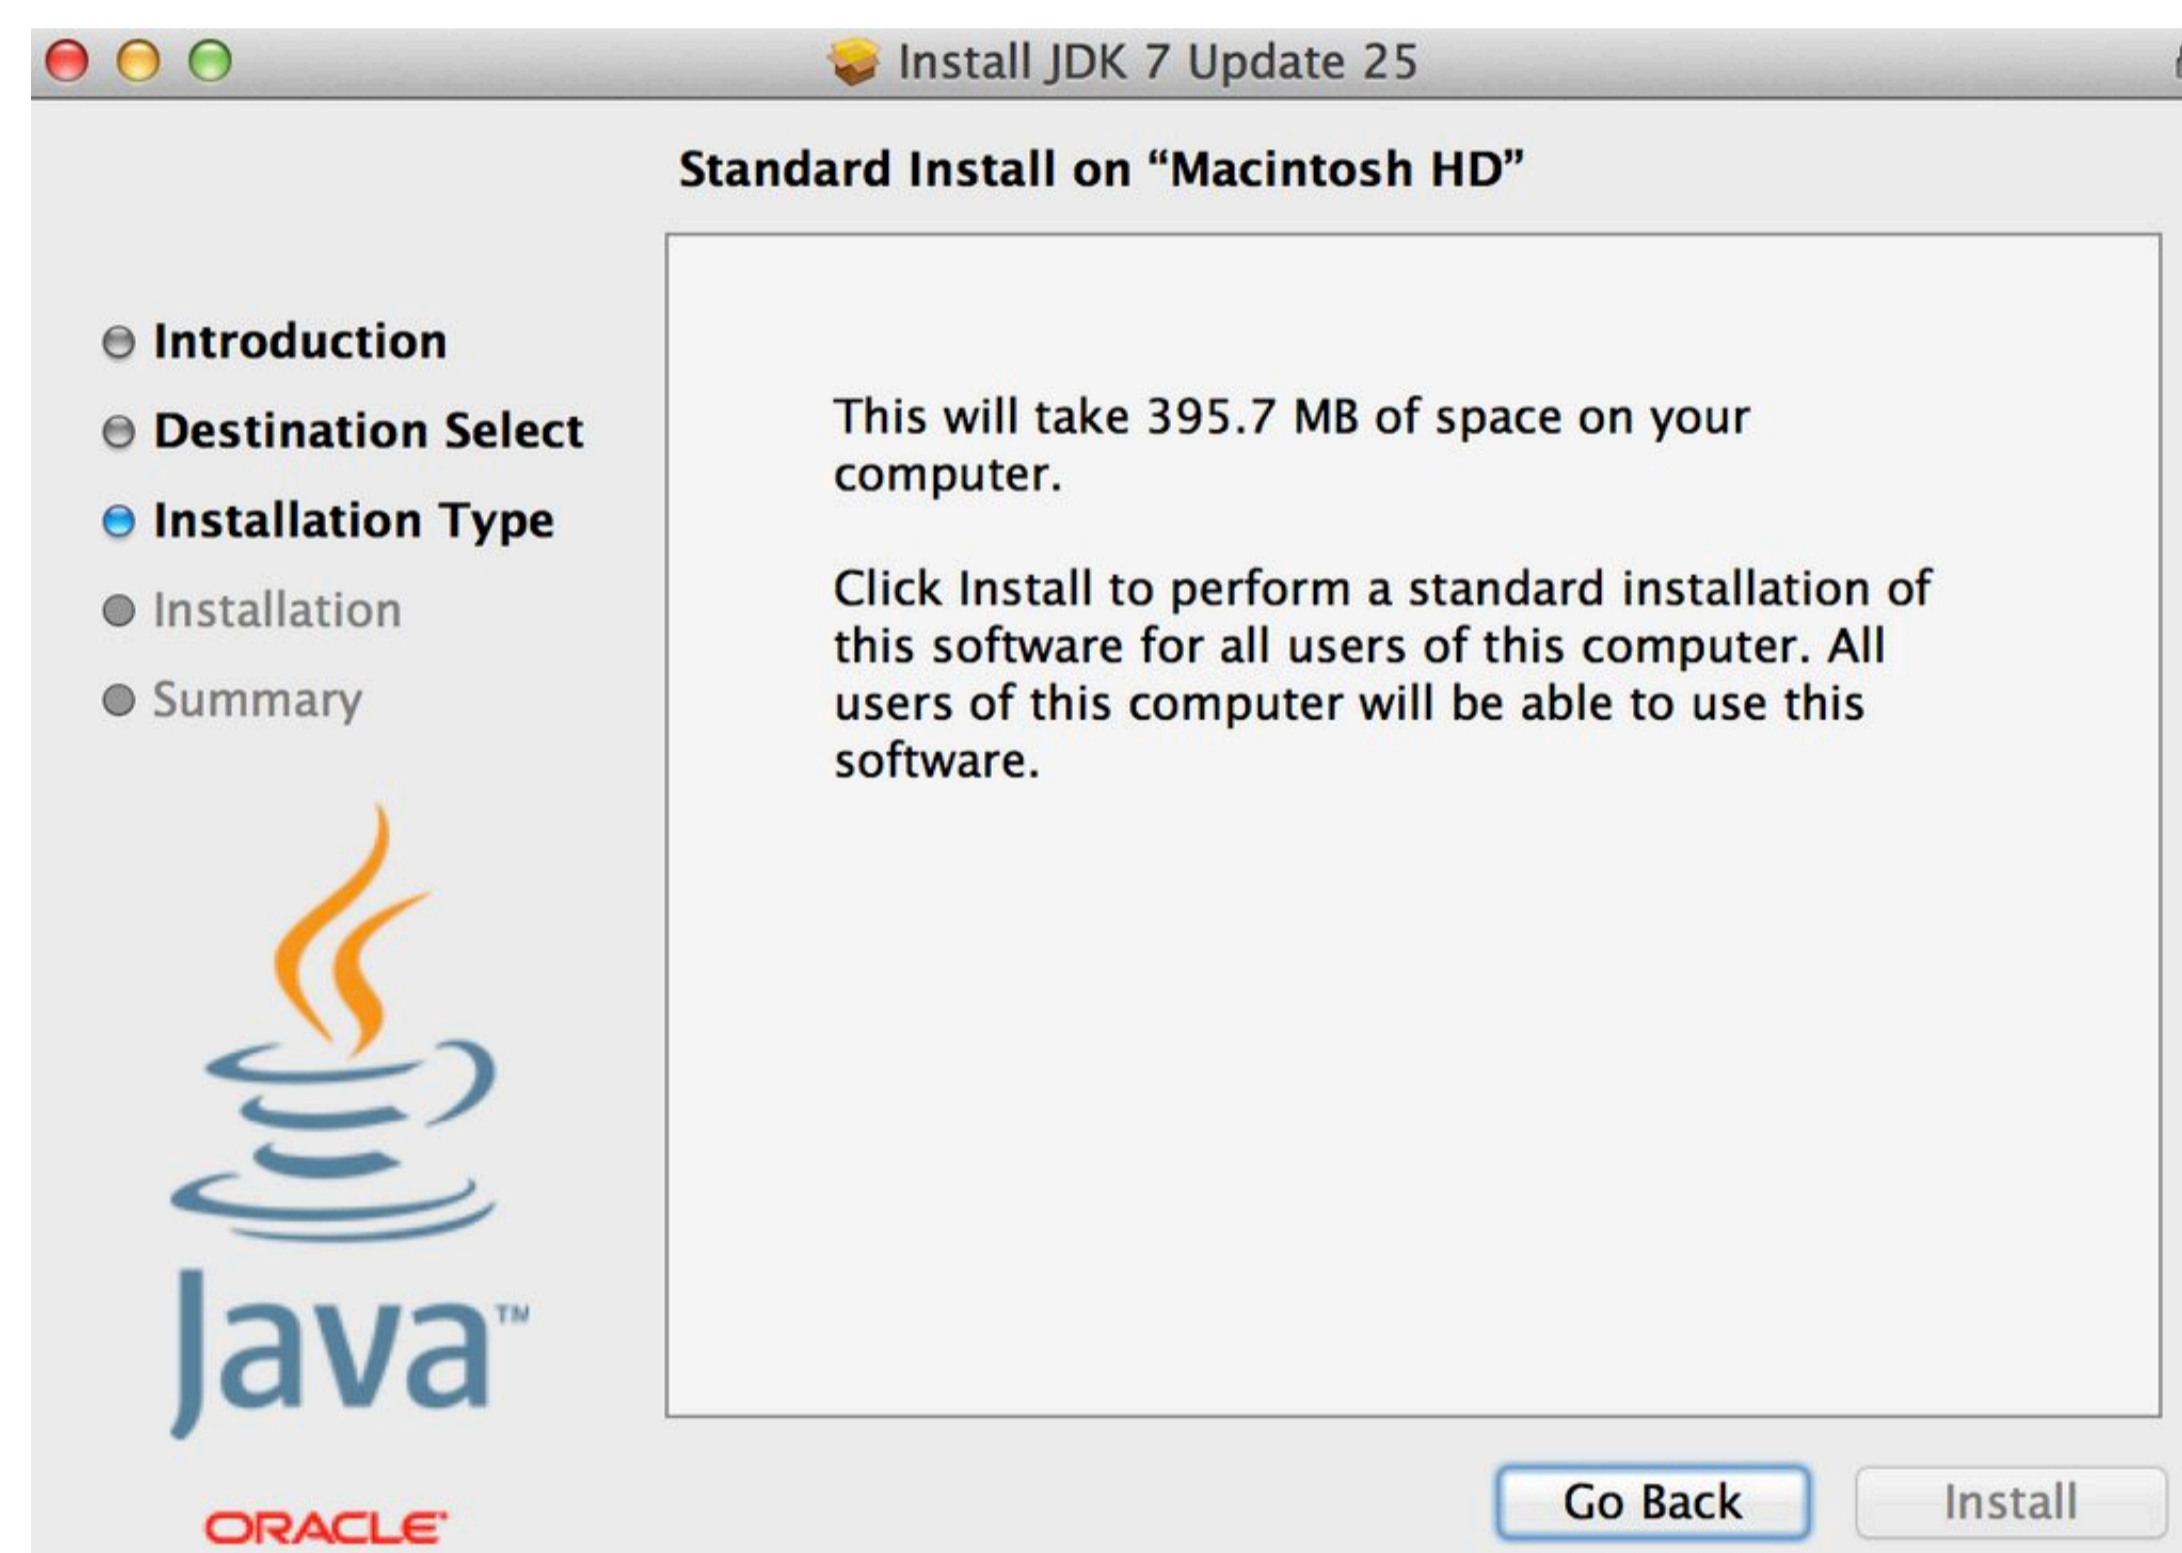 Install JDK 7 Update 25
Standard Install on “Macintosh HD”
Introduction
Destination Select
Installation Type
Installation
Summary
This will take 395.7 MB of space on your
computer.
Click Install to perform a standard installation of
this software for all users of this computer. All
users of this computer will be able to use this
software.
Java™
ORACLE®
Go Back
Install